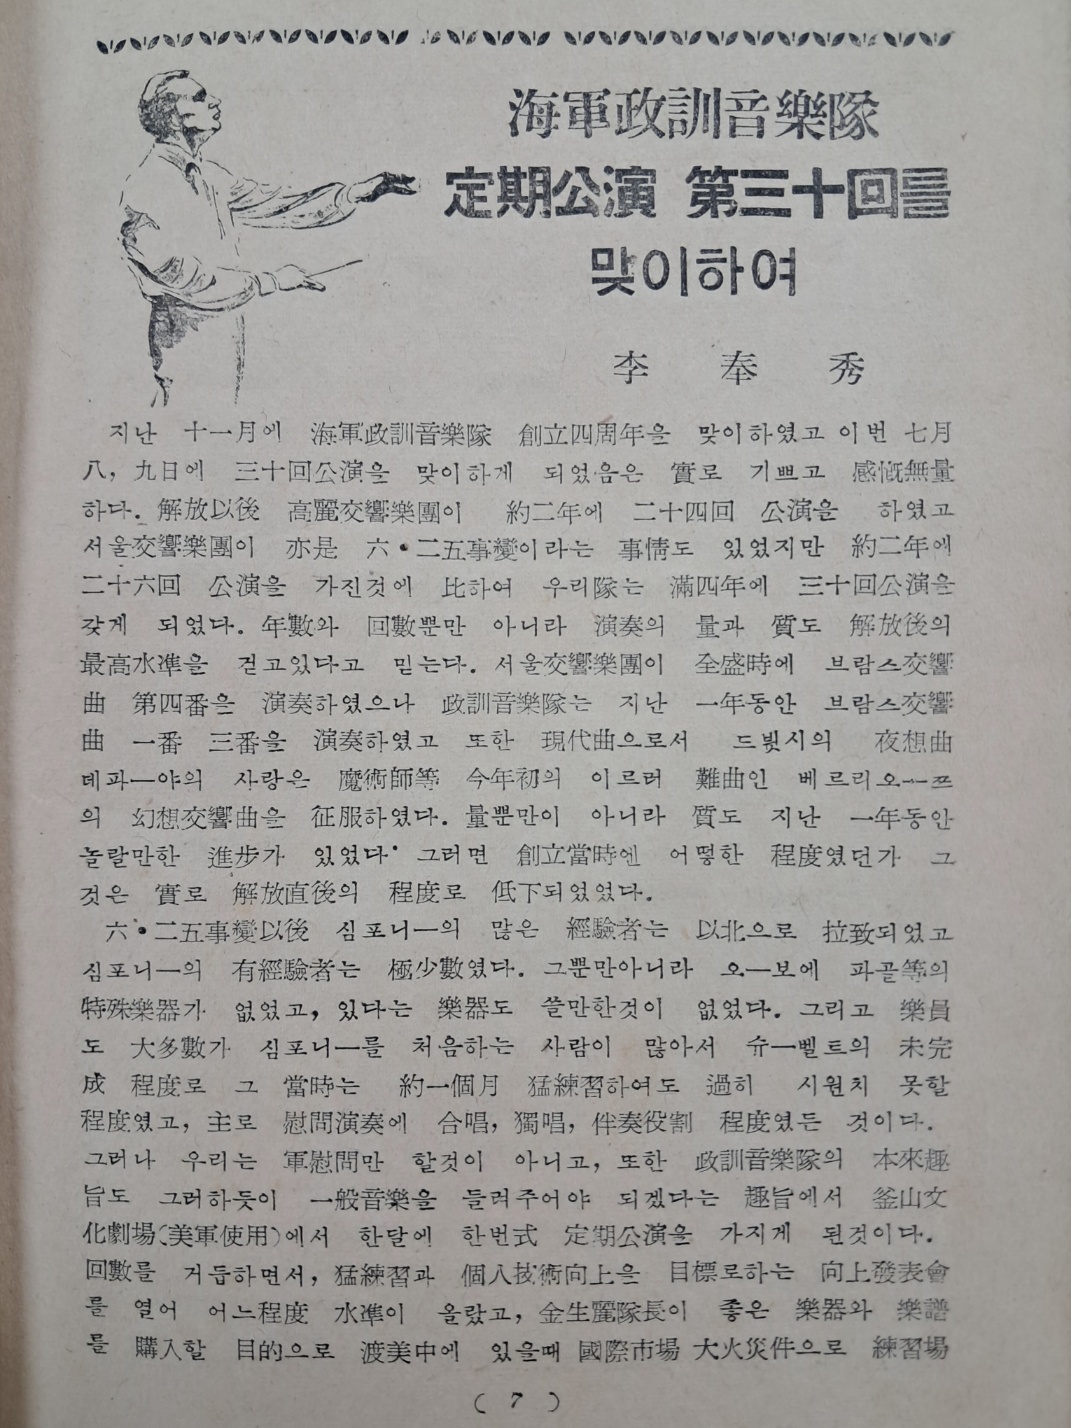 海軍政訓音樂隊
定期公演 第三十回를
맞이하여
李 奉 秀
지난 十一月에 海軍政訓音樂隊 創立四周年을 맞이하였고 이번 七月
八, 九日에 三十回公演을 맞이하게 되었음은 實로 기쁘고 感慨無量
하다. 解放以後 高麗交響樂團이 約二年에 二十四回 公演을 하였고
서울交響樂團이 亦是 六•二五事變이라는 事情도 있었지만 約二年에
二十六回 公演을 가진것에 比하여 우리隊는 滿四年에 三十回公演을
갖게 되었다. 年數와 回數뿐만 아니라 演奏의 量과 質도 解放後의
最高水準을 걷고있다고 믿는다. 서울交響樂團이 全盛時에 브람스交響
曲 第四番을 演奏하였으나 政訓音樂隊는 지난 一年동안 브람스交響
曲 一番 三番을 演奏하였고 또한 現代曲으로서 드빗시의 夜想曲
데파―야의 사랑은 魔術師等 今年初의 이르러 難曲인 베르리오―쯔
의 幻想交響曲을 征服하였다. 量뿐만이 아니라 質도 지난 一年동안
놀랄만한 進步가 있었다• 그러면 創立當時엔 어떻한 程度였던가 그
것은 實로 解放直後의 程度로 低下되었었다.
六•二五事變以後 심포니―의 많은 經驗者는 以北으로 拉致되었고
심포니―의 有經驗者는 極少數였다. 그뿐만아니라 오―보에 파골等의
特殊樂器가 없었고, 있다는 樂器도 쓸만한것이 없었다. 그리고 樂員
도 大多數가 심포니―를 처음하는 사람이 많아서 슈―벨트의 未完
成 程度로 그 當時는 約一個月 猛練習하여도 過히 시원치 못할
程度였고, 主로 慰問演奏에 合唱, 獨唱, 伴奏役割 程度였든 것이다.
그러나 우리는 軍慰問만 할것이 아니고, 또한 政訓音樂隊의 本來趣
旨도 그러하듯이 一般音樂을 들려주어야 되겠다는 趣旨에서 釜山文
化劇場(美軍使用)에서 한달에 한번式 定期公演을 가지게 된것이다.
回數를 거듭하면서, 猛練習과 個人技術向上을 目標로하는 向上發表會
를 열어 어느程度 水準이 올랐고, 金生麗隊長이 좋은 樂器와 樂譜
를 購入할 目的으로 渡美中에 있을때 國際市場 大火災件으로 練習場
( 7 )